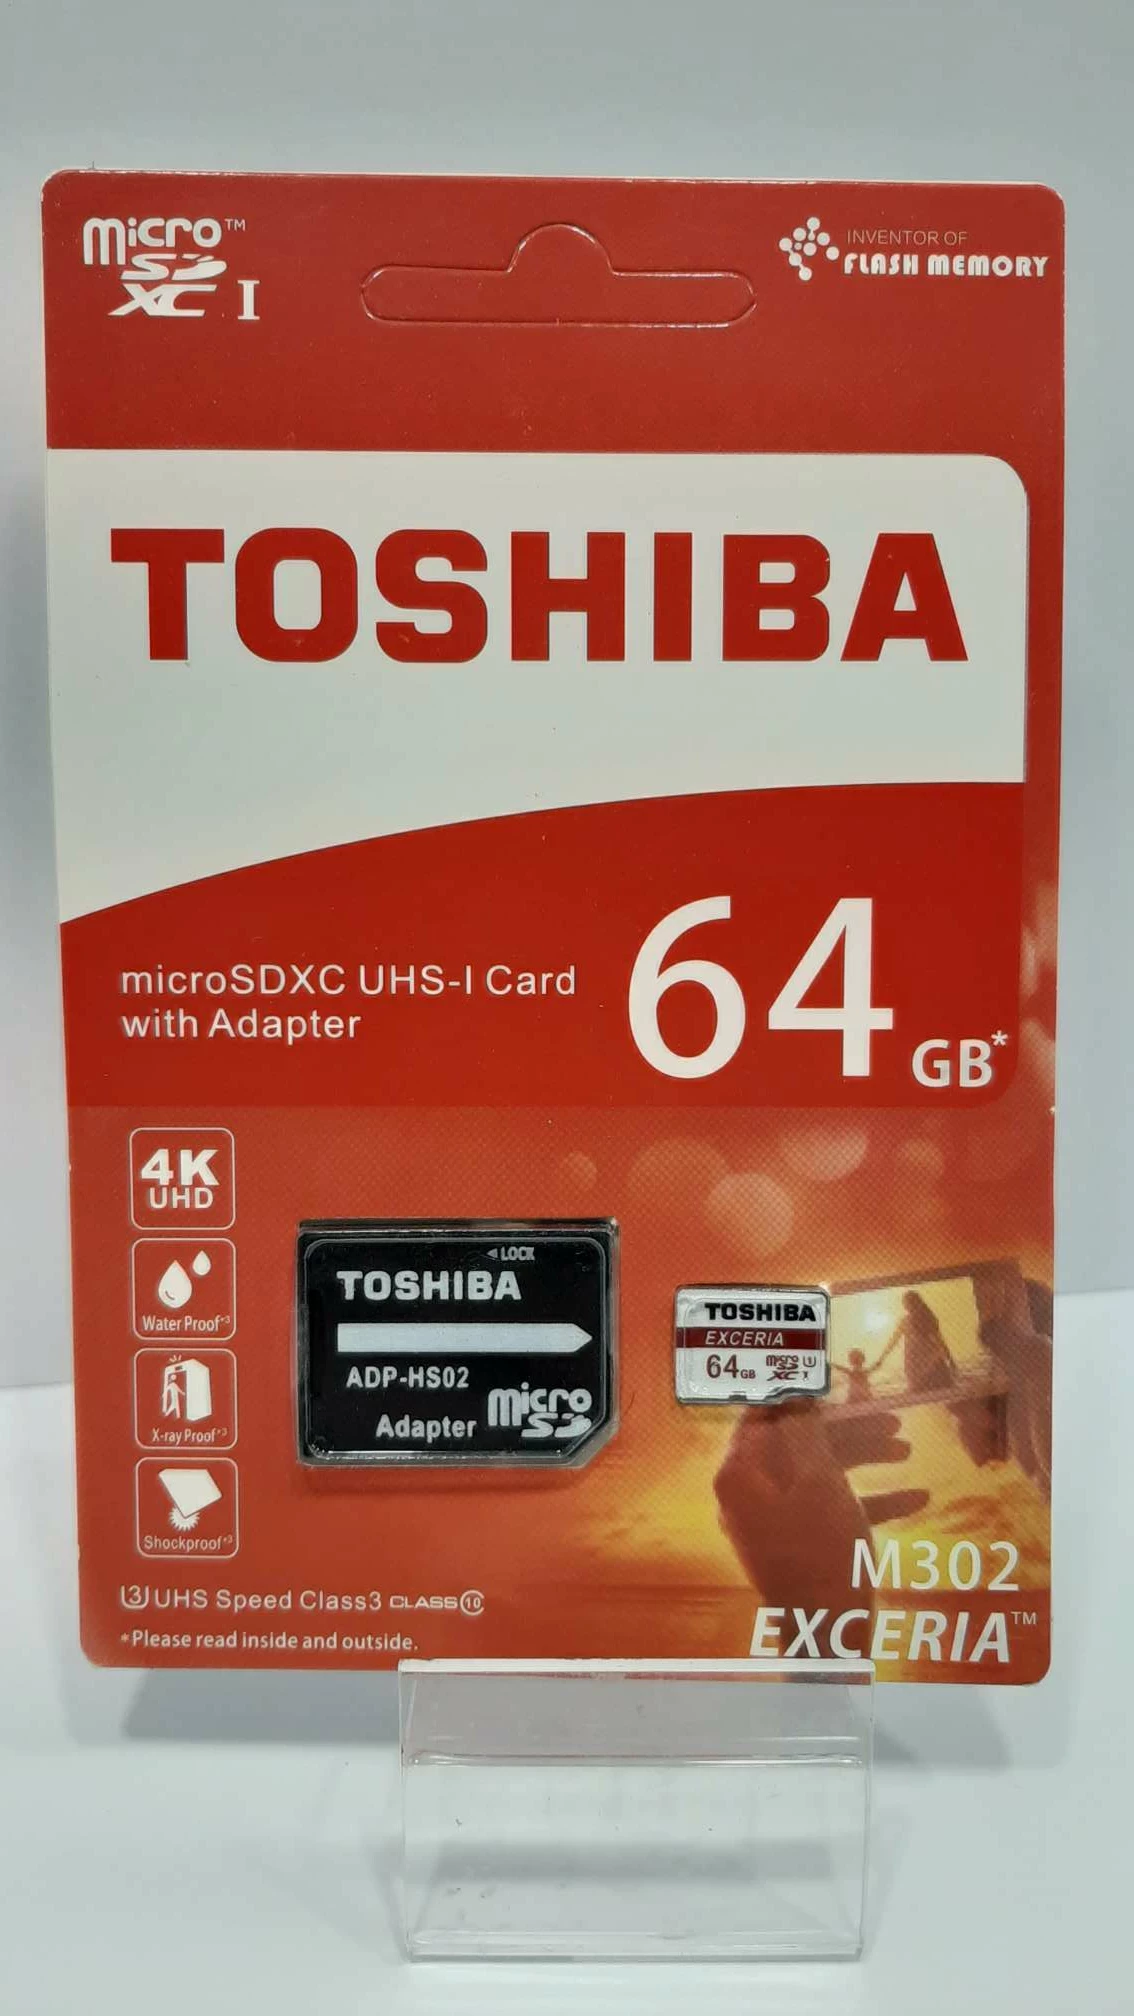 micro™
SD
XC I
INVENTOR OF
FLASH MEMORY
TOSHIBA
microSDXC UHS-I Card
with Adapter
64 GB*
4K
UHD
Water Proof*3
X-ray Proof*3
Shockproof*3
LOCK
TOSHIBA
ADP-HS02
Adapter
micro
SD
TOSHIBA
EXCERIA
64GB
micro
SD
XC I
3
M302
EXCERIA™
3 UHS Speed Class3 CLASS 10
*Please read inside and outside.